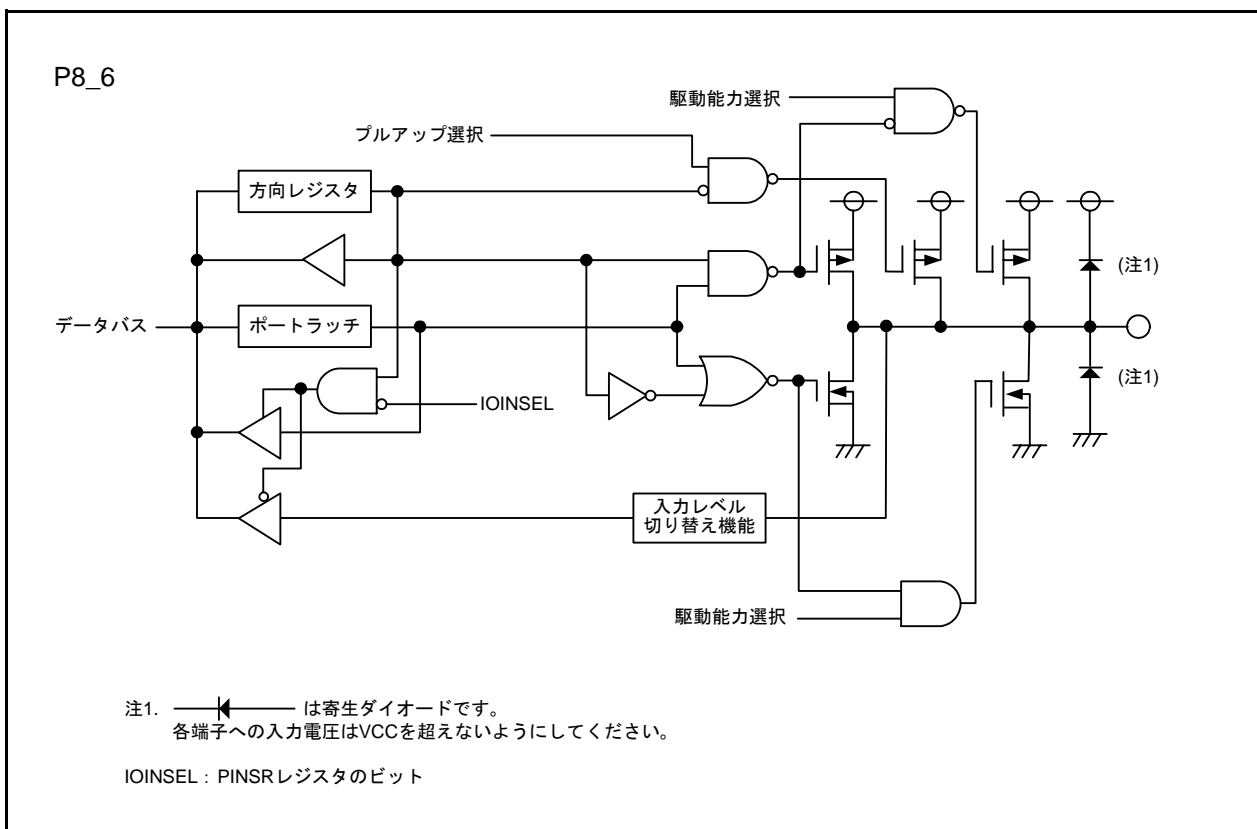 P8_6
駆動能力選択
プルアップ選択
方向レジスタ
(注1)
データバス
ポートラッチ
(注1)
IOINSEL
入力レベル
切り替え機能
駆動能力選択
注1. は寄生ダイオードです。
各端子への入力電圧はVCCを超えないようにしてください。
IOINSEL : PINSRレジスタのビット